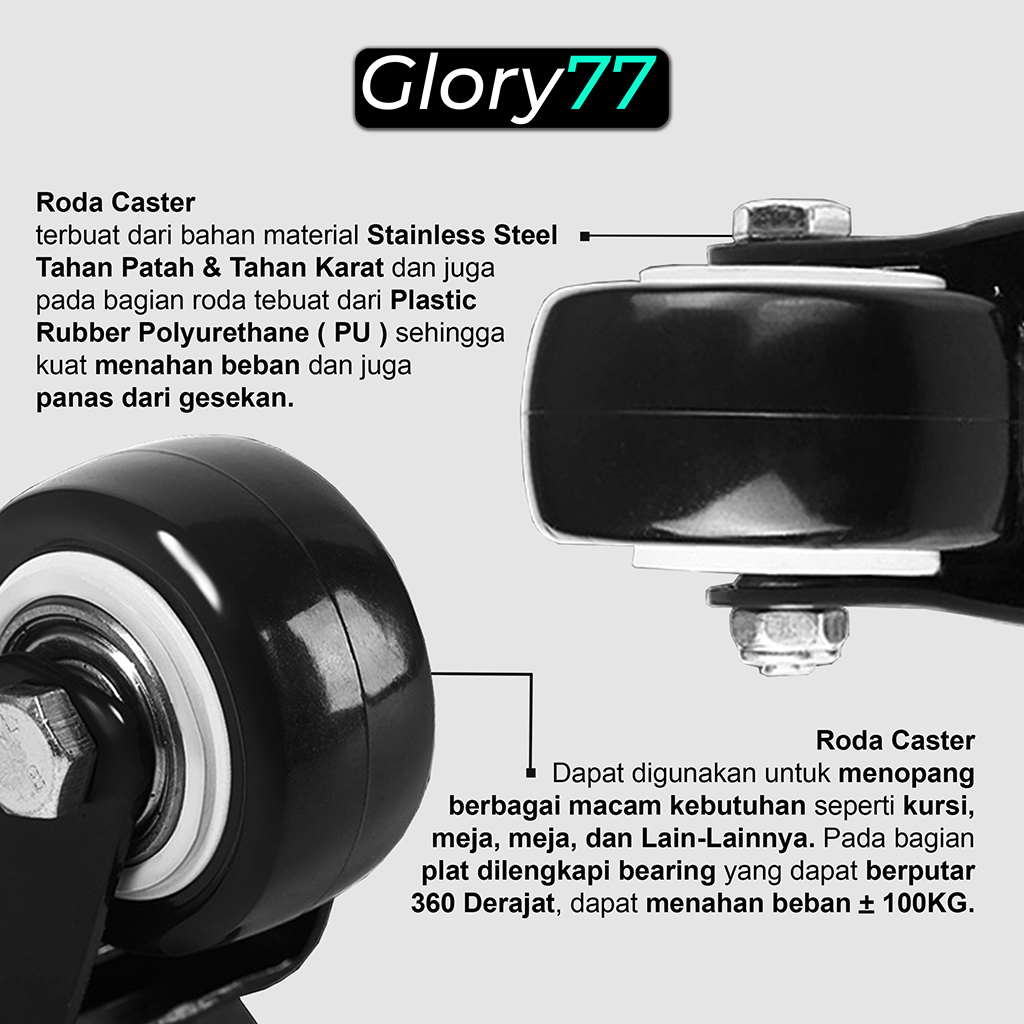 Glory77
Roda Caster
terbuat dari bahan material Stainless Steel
Tahan Patah & Tahan Karat dan juga
pada bagian roda tebuat dari Plastic
Rubber Polyurethane ( PU ) sehingga
kuat menahan beban dan juga
panas dari gesekan.
Roda Caster
Dapat digunakan untuk menopang
berbagai macam kebutuhan seperti kursi,
meja, meja, dan Lain-Lainnya. Pada bagian
plat dilengkapi bearing yang dapat berputar
360 Derajat, dapat menahan beban ± 100KG.